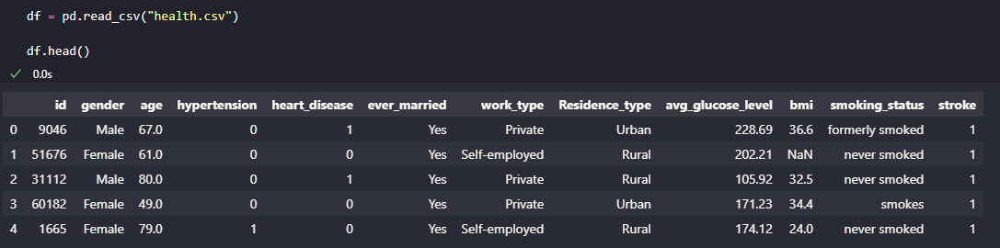 df = pd.read_csv("health.csv")
df.head()
✓ 0.0s
id gender age hypertension heart_disease ever_married work_type Residence_type avg_glucose_level bmi smoking_status stroke
0 9046 Male 67.0 0 1 Yes Private Urban 228.69 36.6 formerly smoked 1
1 51676 Female 61.0 0 0 Yes Self-employed Rural 202.21 NaN never smoked 1
2 31112 Male 80.0 0 1 Yes Private Rural 105.92 32.5 never smoked 1
3 60182 Female 49.0 0 0 Yes Private Urban 171.23 34.4 smokes 1
4 1665 Female 79.0 1 0 Yes Self-employed Rural 174.12 24.0 never smoked 1